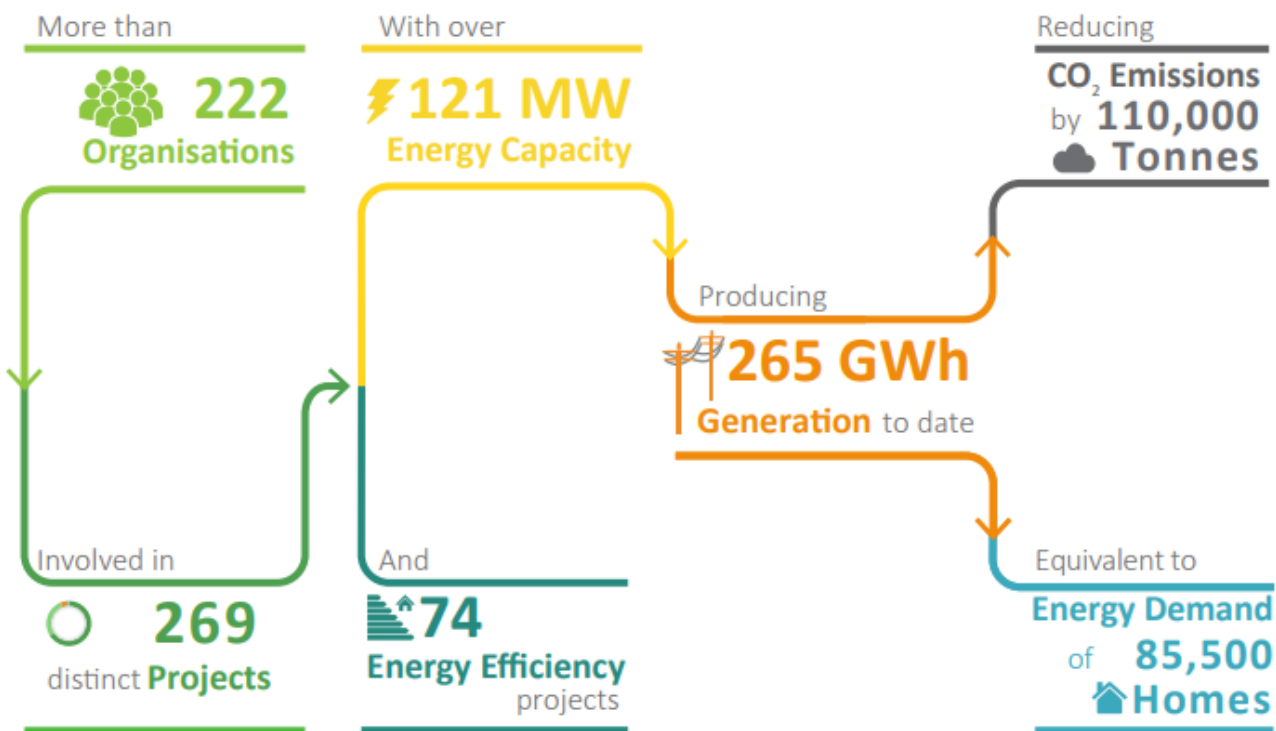 More than
222
Organisations
Involved in
269
distinct Projects
With over
121 MW
Energy Capacity
And
74
Energy Efficiency
projects
Producing
265 GWh
Generation to date
Reducing
CO₂ Emissions
by 110,000
Tonnes
Equivalent to
Energy Demand
of 85,500
Homes